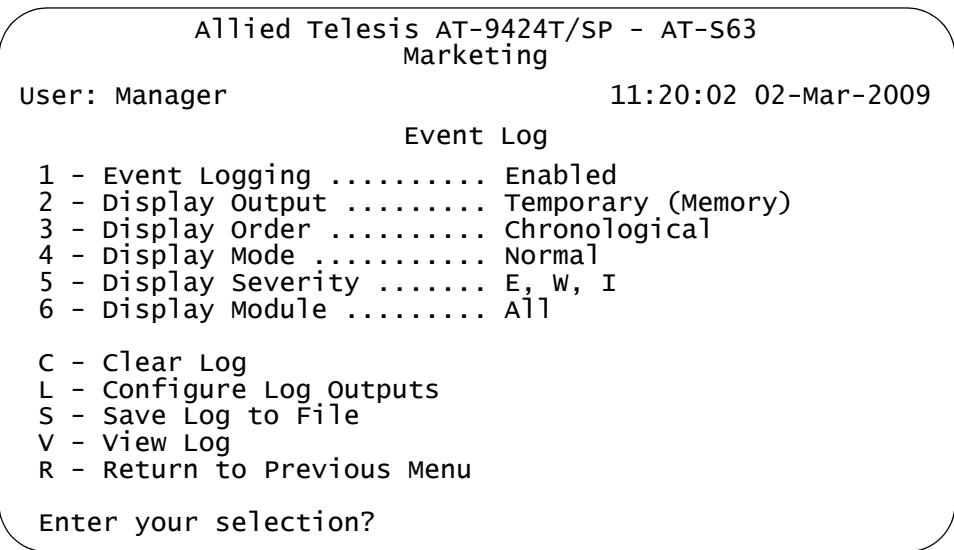 Allied Telesis AT-9424T/SP - AT-S63
Marketing
User: Manager 11:20:02 02-Mar-2009
Event Log
1 - Event Logging .......... Enabled
2 - Display Output ......... Temporary (Memory)
3 - Display Order .......... Chronological
4 - Display Mode ........... Normal
5 - Display Severity ....... E, W, I
6 - Display Module ......... All
C - Clear Log
L - Configure Log Outputs
S - Save Log to File
V - View Log
R - Return to Previous Menu
Enter your selection?